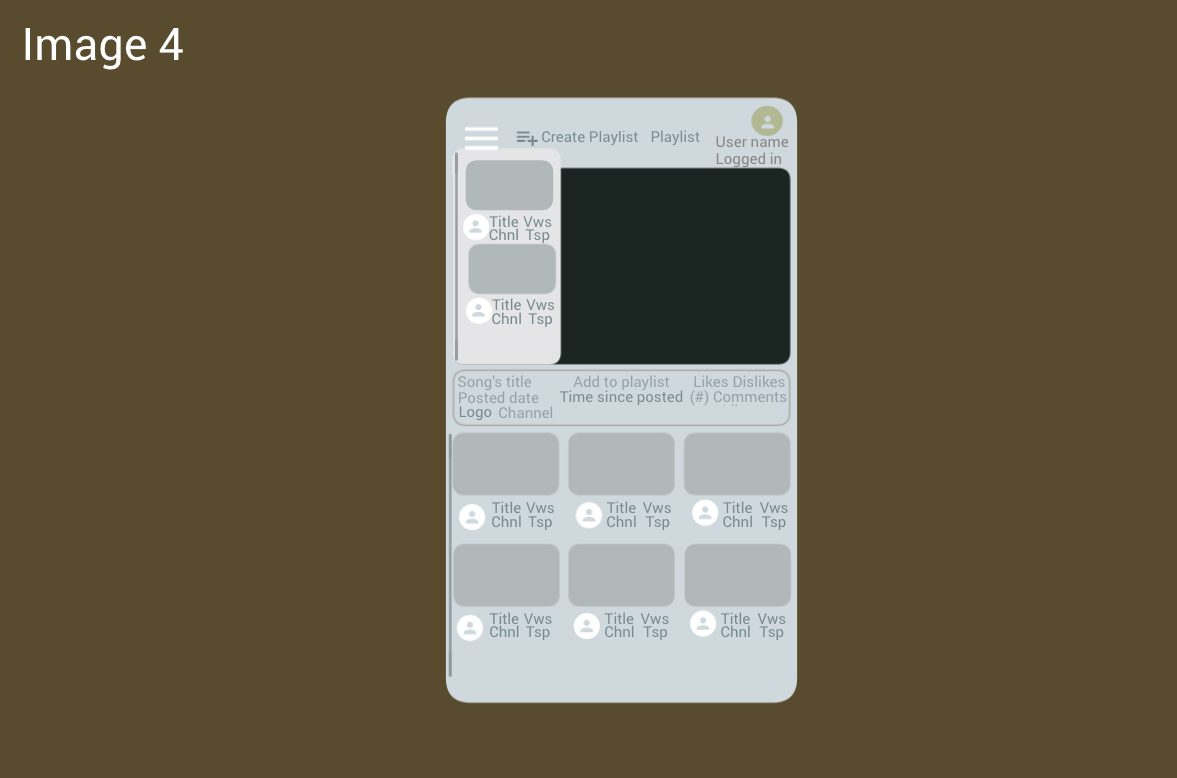 Image 4
Create Playlist Playlist
User name
Logged in
Title Vws
Chnl Tsp
Title Vws
Chnl Tsp
Song's title Add to playlist Likes Dislikes
Posted date Time since posted (#) Comments
Logo Channel
Title Vws Title Vws Title Vws
Chnl Tsp Chnl Tsp Chnl Tsp
Title Vws Title Vws Title Vws
Chnl Tsp Chnl Tsp Chnl Tsp